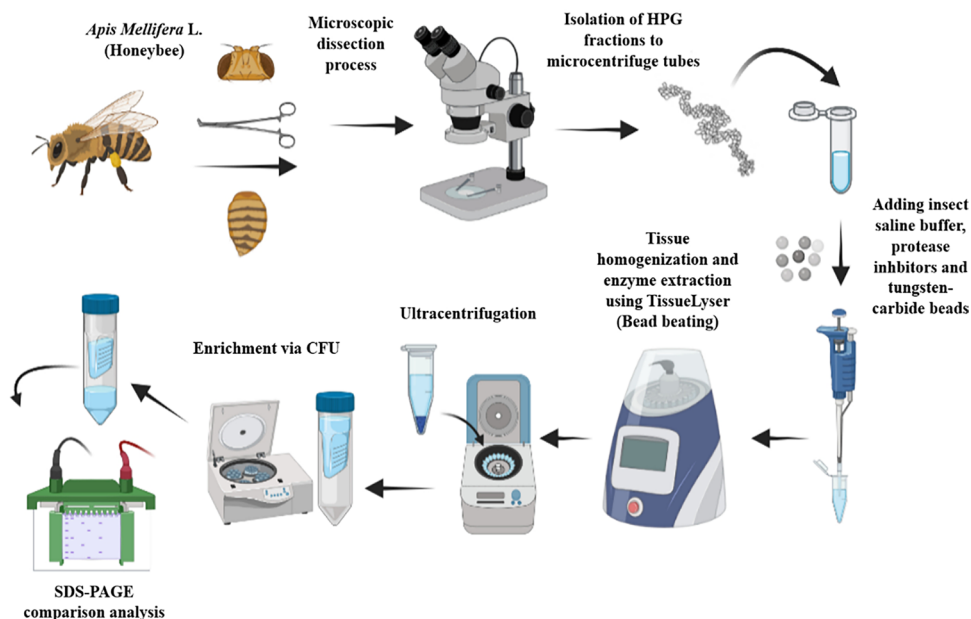 Apis Mellifera L.
(Honeybee)
Microscopic
dissection
process
Isolation of HPG
fractions to
microcentrifuge tubes
Adding insect
saline buffer,
protease
inhbitors and
tungsten-
carbide beads
Tissue
homogenization and
enzyme extraction
using TissueLyser
(Bead beating)
Ultracentrifugation
Enrichment via CFU
SDS-PAGE
comparison analysis